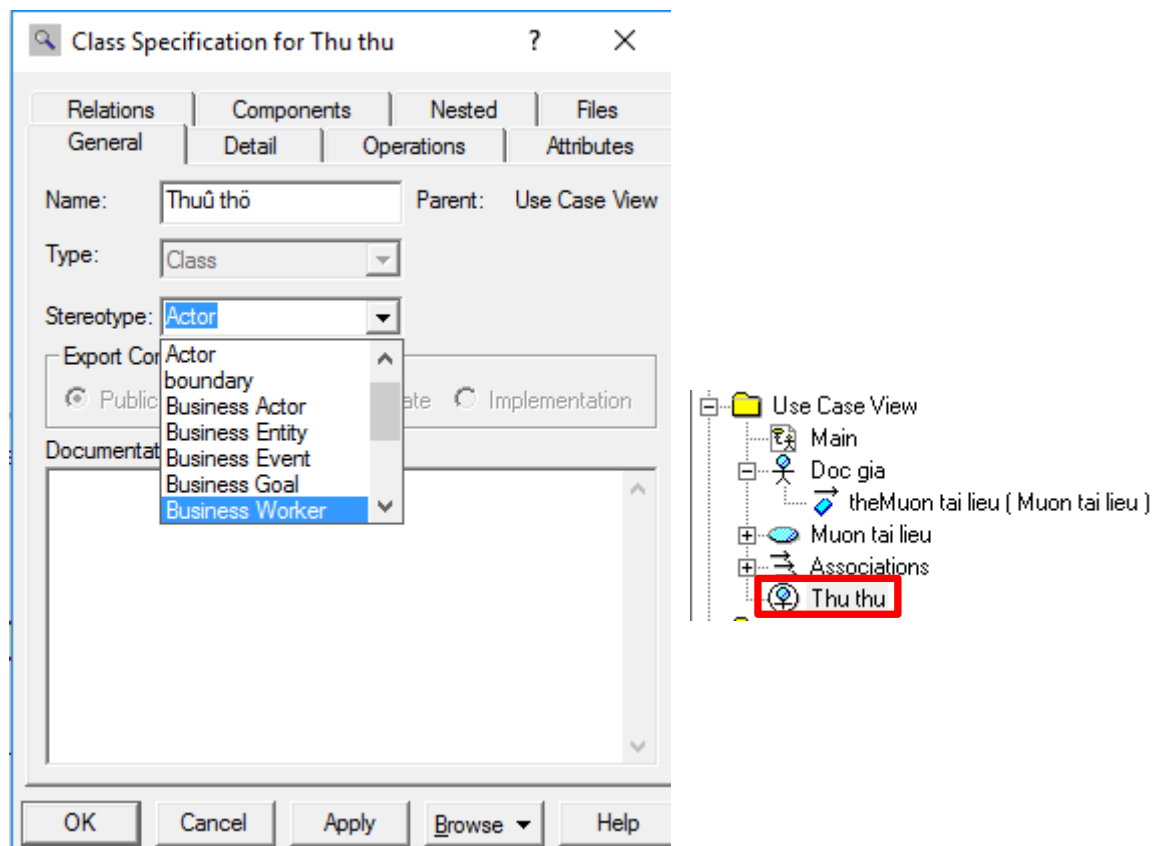 Class Specification for Thu thu ?
Relations Components Nested Files
General Detail Operations Attributes
Name: Thuû thö Parent: Use Case View
Type: Class
Stereotype: Actor
Actor
boundary
Business Actor
Business Entity
Business Event
Business Goal
Business Worker
Export Cor
Public ate Implementation
Documentat
OK Cancel Apply Browse Help
Use Case View
Main
Doc gia
theMuon tai lieu ( Muon tai lieu )
Muon tai lieu
Associations
Thu thu